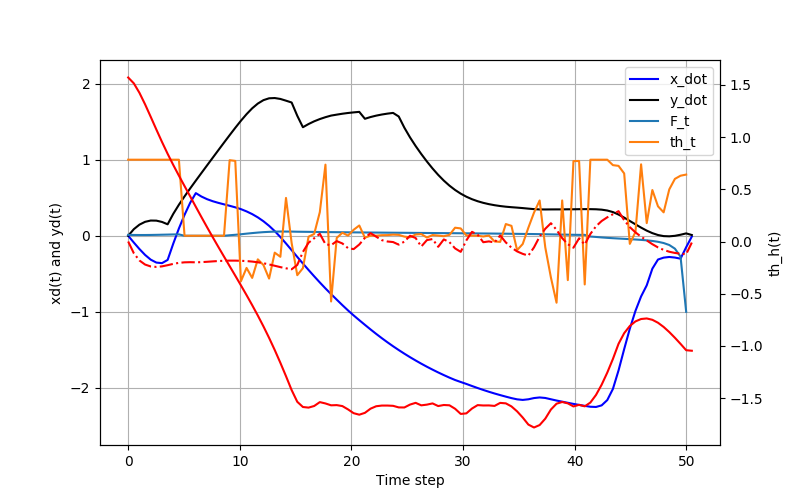 x_dot
y_dot
F_t
th_t
2
1
0
−1
−2
1.5
1.0
0.5
0.0
−0.5
−1.0
−1.5
0 10 20 30 40 50
Time step
xd(t) and yd(t)
th_h(t)